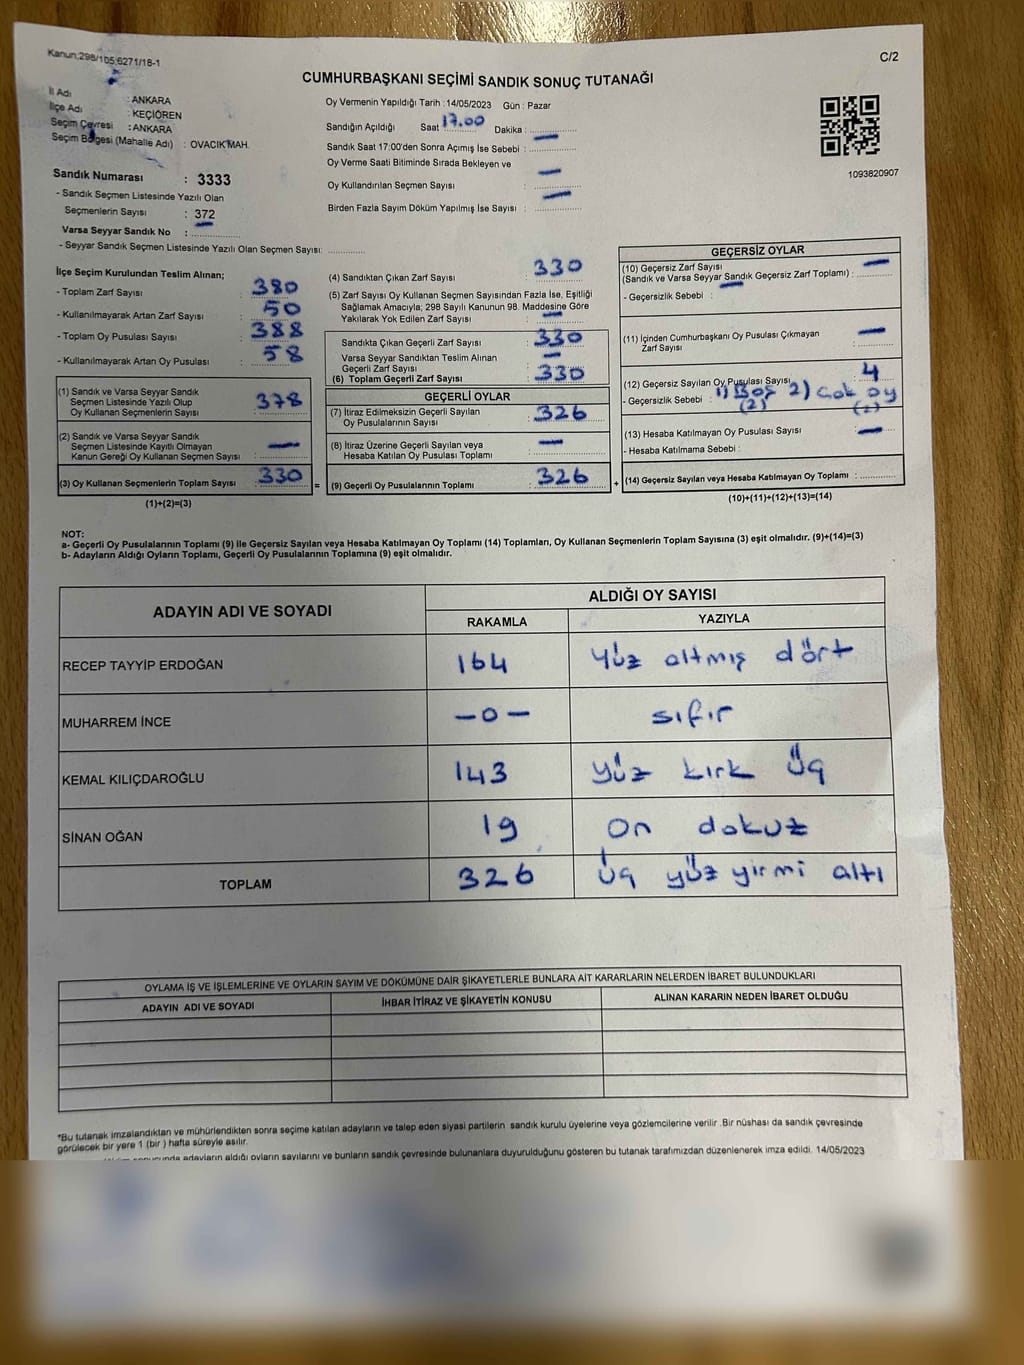 Kanun;298/105;6271/18-1
C/2
CUMHURBAŞKANI SEÇİMİ SANDIK SONUÇ TUTANAĞI
İl Adı : ANKARA
İlçe Adı : KEÇİÖREN
Seçim Çevresi : ANKARA
Seçim Bölgesi (Mahalle Adı) : OVACIK MAH.
Sandık Numarası : 3333
- Sandık Seçmen Listesinde Yazılı Olan
Seçmenlerin Sayısı : 372
Varsa Seyyar Sandık No : —
- Seyyar Sandık Seçmen Listesinde Yazılı Olan Seçmen Sayısı: ..............
Oy Vermenin Yapıldığı Tarih :14/05/2023 Gün : Pazar
Sandığın Açıldığı Saat 17.00 Dakika : ..............
Sandık Saat 17:00'den Sonra Açımış İse Sebebi : —
Oy Verme Saati Bitiminde Sırada Bekleyen ve
Oy Kullandırılan Seçmen Sayısı : —
Birden Fazla Sayım Döküm Yapılmış İse Sayısı : —
1093820907
İlçe Seçim Kurulundan Teslim Alınan;
- Toplam Zarf Sayısı : 380
- Kullanılmayarak Artan Zarf Sayısı : 50
- Toplam Oy Pusulası Sayısı : 388
- Kullanılmayarak Artan Oy Pusulası : 58
(1) Sandık ve Varsa Seyyar Sandık
Seçmen Listesinde Yazılı Olup
Oy Kullanan Seçmenlerin Sayısı : 378
(2) Sandık ve Varsa Seyyar Sandık
Seçmen Listesinde Kayıtlı Olmayan
Kanun Gereği Oy Kullanan Seçmen Sayısı : —
(3) Oy Kullanan Seçmenlerin Toplam Sayısı : 330
(1)+(2)=(3)
(4) Sandıktan Çıkan Zarf Sayısı : 330
(5) Zarf Sayısı Oy Kullanan Seçmen Sayısından Fazla İse, Eşitliği
Sağlamak Amacıyla; 298 Sayılı Kanunun 98. Maddesine Göre
Yakılarak Yok Edilen Zarf Sayısı : —
Sandıkta Çıkan Geçerli Zarf Sayısı : 330
Varsa Seyyar Sandıktan Teslim Alınan
Geçerli Zarf Sayısı : —
(6) Toplam Geçerli Zarf Sayısı : 330
GEÇERLİ OYLAR
(7) İtiraz Edilmeksizin Geçerli Sayılan
Oy Pusulasının Sayısı : 326
(8) İtiraz Üzerine Geçerli Sayılan veya
Hesaba Katılan Oy Pusulası Toplamı : —
= (9) Geçerli Oy Pusulalarının Toplamı : 326
GEÇERSİZ OYLAR
(10) Geçersiz Zarf Sayısı
(Sandık ve Varsa Seyyar Sandık Geçersiz Zarf Toplamı) : —
- Geçersizlik Sebebi : —
(11) İçinden Cumhurbaşkanı Oy Pusulası Çıkmayan
Zarf Sayısı : —
(12) Geçersiz Sayılan Oy Pusulası Sayısı : 4
- Geçersizlik Sebebi : 1) Boş 2) Çok oy
(2) (2)
(13) Hesaba Katılmayan Oy Pusulası Sayısı : —
- Hesaba Katılmama Sebebi :
+ (14) Geçersiz Sayılan veya Hesaba Katılmayan Oy Toplamı : ..............
(10)+(11)+(12)+(13)=(14)
NOT:
a- Geçerli Oy Pusulalarının Toplamı (9) ile Geçersiz Sayılan veya Hesaba Katılmayan Oy Toplamı (14) Toplamları, Oy Kullanan Seçmenlerin Toplam Sayısına (3) eşit olmalıdır. (9)+(14)=(3)
b- Adayların Aldığı Oyların Toplamı, Geçerli Oy Pusulalarının Toplamına (9) eşit olmalıdır.
ADAYIN ADI VE SOYADI ALDIĞI OY SAYISI
RAKAMLA YAZIYLA
RECEP TAYYİP ERDOĞAN 164 yüz altmış dört
MUHARREM İNCE —0— sıfır
KEMAL KILIÇDAROĞLU 143 yüz kırk üç
SİNAN OĞAN 19 on dokuz
TOPLAM 326 üç yüz yirmi altı
OYLAMA İŞ VE İŞLEMLERİNE VE OYLARIN SAYIM VE DÖKÜMÜNE DAİR ŞİKAYETLERLE BUNLARA AİT KARARLARIN NELERDEN İBARET BULUNDUKLARI
ADAYIN ADI VE SOYADI İHBAR İTİRAZ VE ŞİKAYETİN KONUSU ALINAN KARARIN NEDEN İBARET OLDUĞU
*Bu tutanak imzalandıktan ve mühürlendikten sonra seçime katılan adayların ve talep eden siyasi partilerin sandık kurulu üyelerine veya gözlemcilerine verilir .Bir nüshası da sandık çevresinde
görülecek bir yere 1 (bir ) hafta süreyle asılır.
adayların aldığı oyların sayılarını ve bunların sandık çevresinde bulunanlara duyurulduğunu gösteren bu tutanak tarafımızdan düzenlenerek imza edildi. 14/05/2023